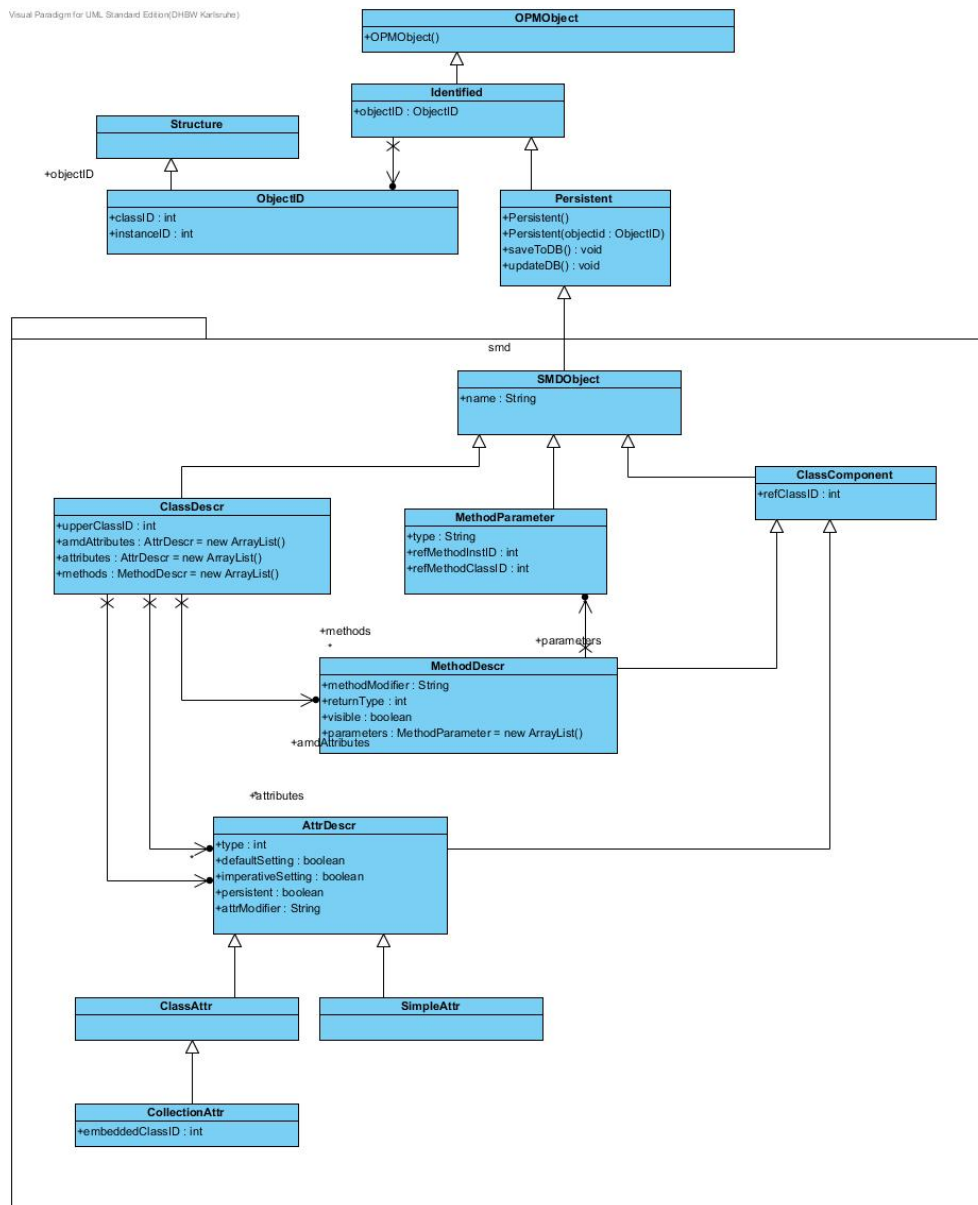 Visual Paradigm for UML Standard Edition(DHBW Karlsruhe)
OPMObject
+OPMObject()
Identified
+objectID : ObjectID
Structure
+objectID
ObjectID
+classID : int
+instanceID : int
Persistent
+Persistent()
+Persistent(objectid : ObjectID)
+saveToDB() : void
+updateDB() : void
smd
SMDObject
+name : String
ClassComponent
+refClassID : int
ClassDescr
+upperClassID : int
+amdAttributes : AttrDescr = new ArrayList()
+attributes : AttrDescr = new ArrayList()
+methods : MethodDescr = new ArrayList()
MethodParameter
+type : String
+refMethodInstID : int
+refMethodClassID : int
+methods
*
+parameters
MethodDescr
+methodModifier : String
+returnType : int
+visible : boolean
+parameters : MethodParameter = new ArrayList()
+amdAttributes
+attributes
*
AttrDescr
+type : int
*
+defaultSetting : boolean
+imperativeSetting : boolean
+persistent : boolean
+attrModifier : String
ClassAttr
SimpleAttr
CollectionAttr
+embeddedClassID : int